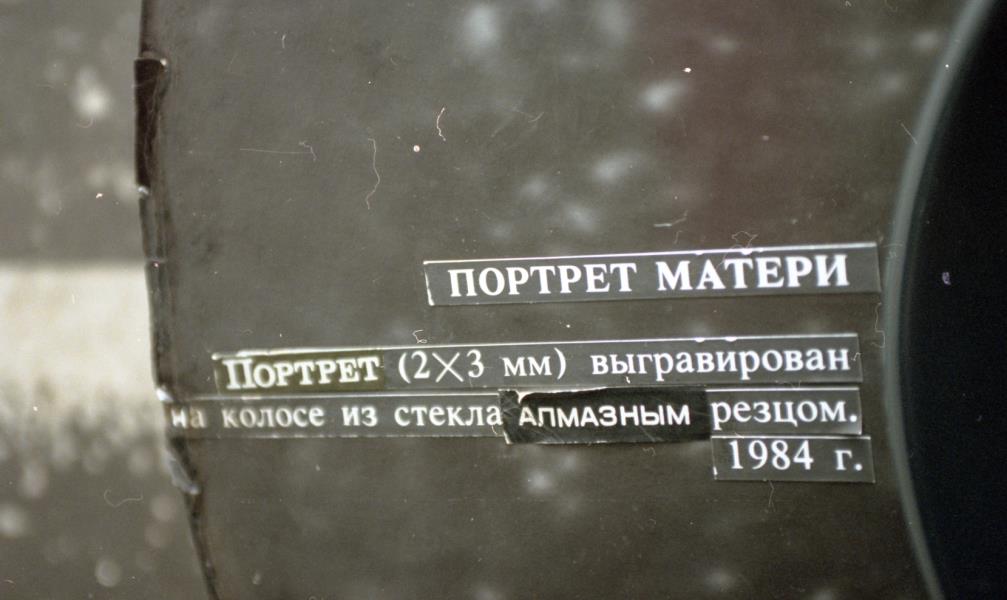 ПОРТРЕТ МАТЕРИ
ПОРТРЕТ (2×3 мм) выгравирован
на колосе из стекла АЛМАЗНЫМ резцом.
1984 г.